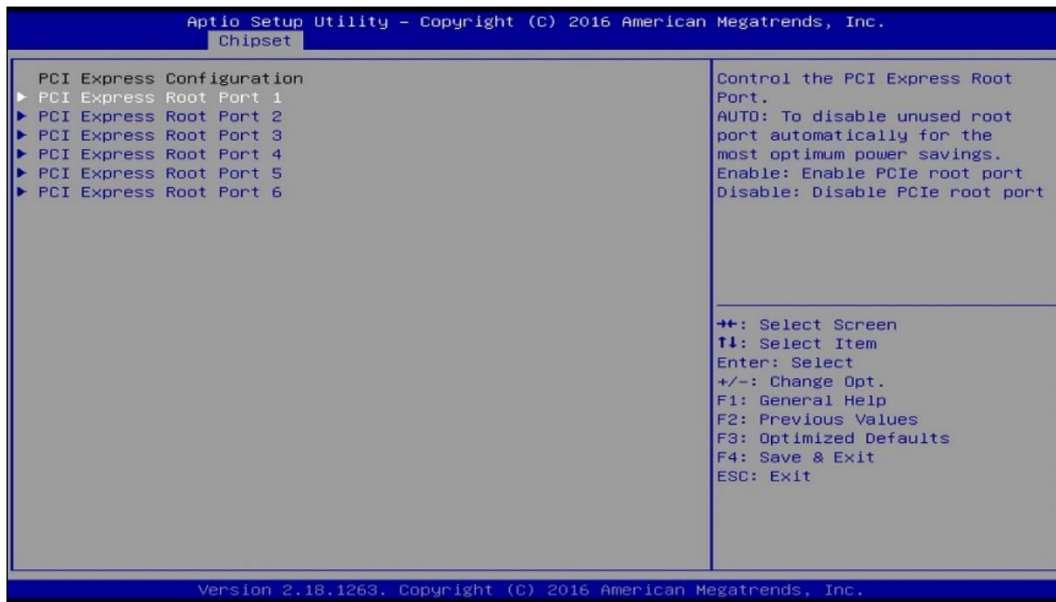 Aptio Setup Utility – Copyright (C) 2016 American Megatrends, Inc.
Chipset
PCI Express Configuration
► PCI Express Root Port 1
► PCI Express Root Port 2
► PCI Express Root Port 3
► PCI Express Root Port 4
► PCI Express Root Port 5
► PCI Express Root Port 6
Control the PCI Express Root
Port.
AUTO: To disable unused root
port automatically for the
most optimum power savings.
Enable: Enable PCIe root port
Disable: Disable PCIe root port
→←: Select Screen
↑↓: Select Item
Enter: Select
+/-: Change Opt.
F1: General Help
F2: Previous Values
F3: Optimized Defaults
F4: Save & Exit
ESC: Exit
Version 2.18.1263. Copyright (C) 2016 American Megatrends, Inc.